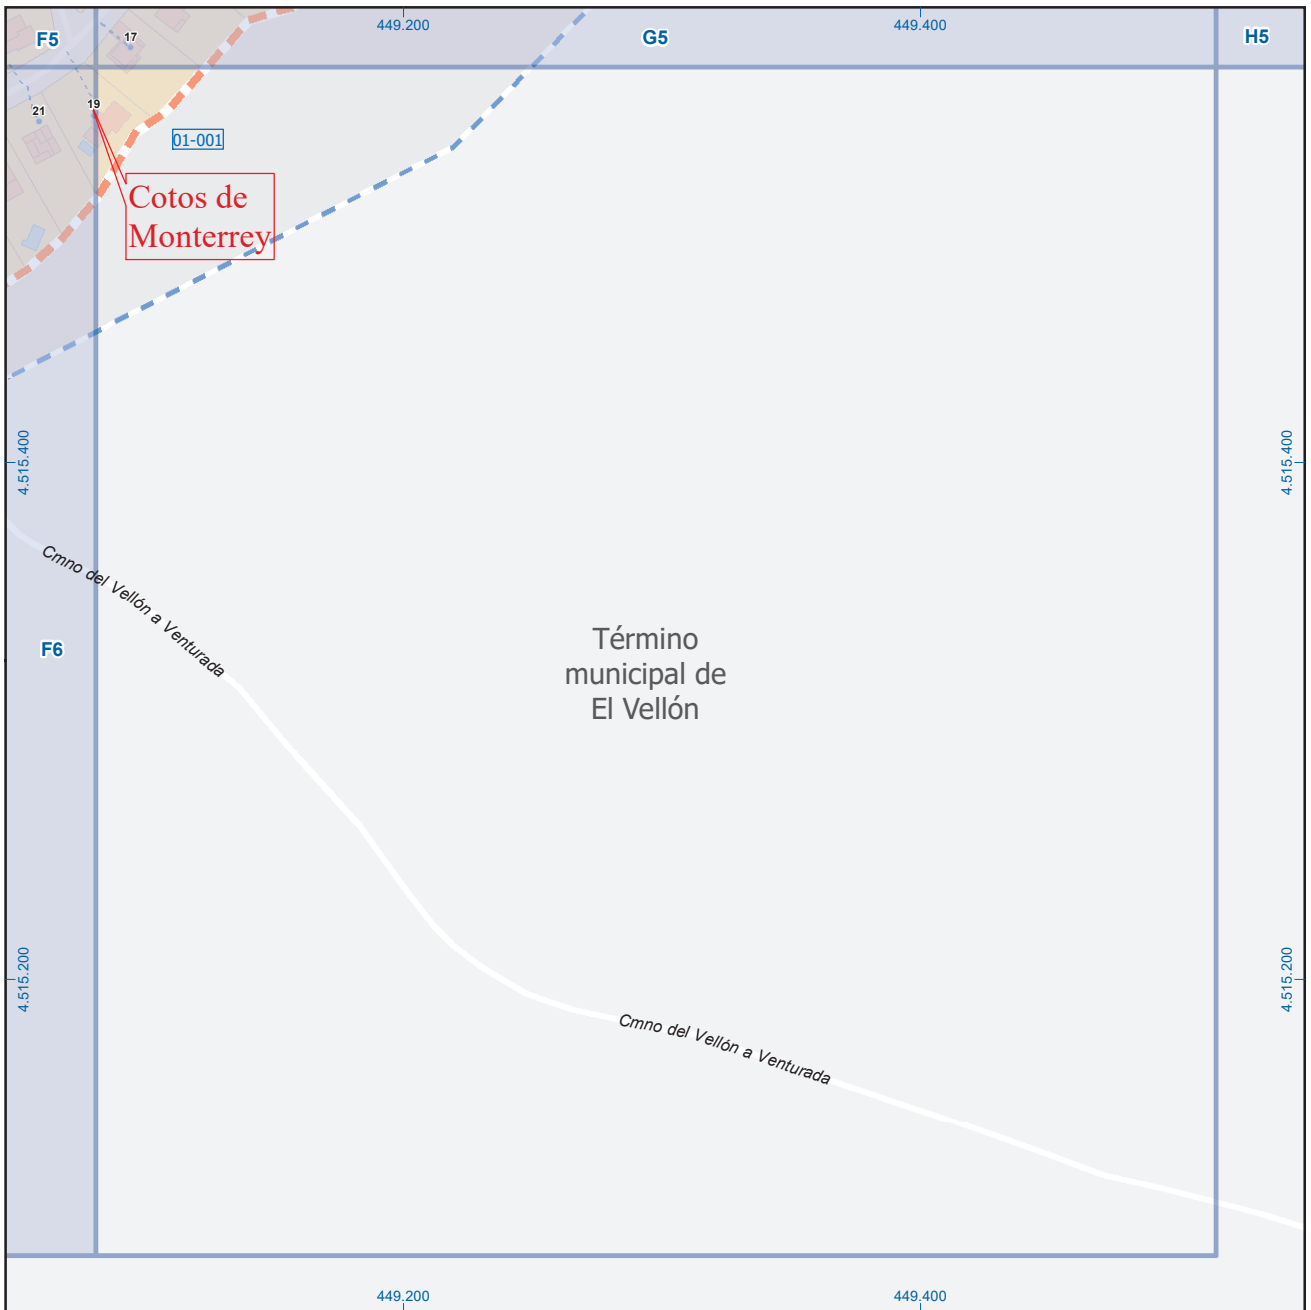 449.200
449.400
F5
G5
H5
17
19
21
01-001
Cotos de
Monterrey
4.515.400
4.515.400
Cmno del Vellón a Venturada
F6
Término
municipal de
El Vellón
4.515.200
4.515.200
Cmno del Vellón a Venturada
449.200
449.400